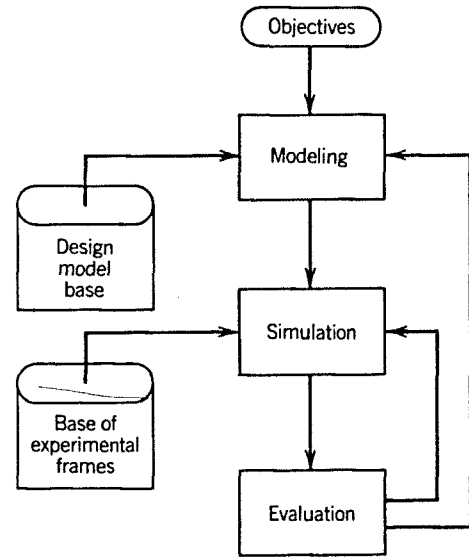 Objectives
Modeling
Design
model
base
Simulation
Base of
experimental
frames
Evaluation